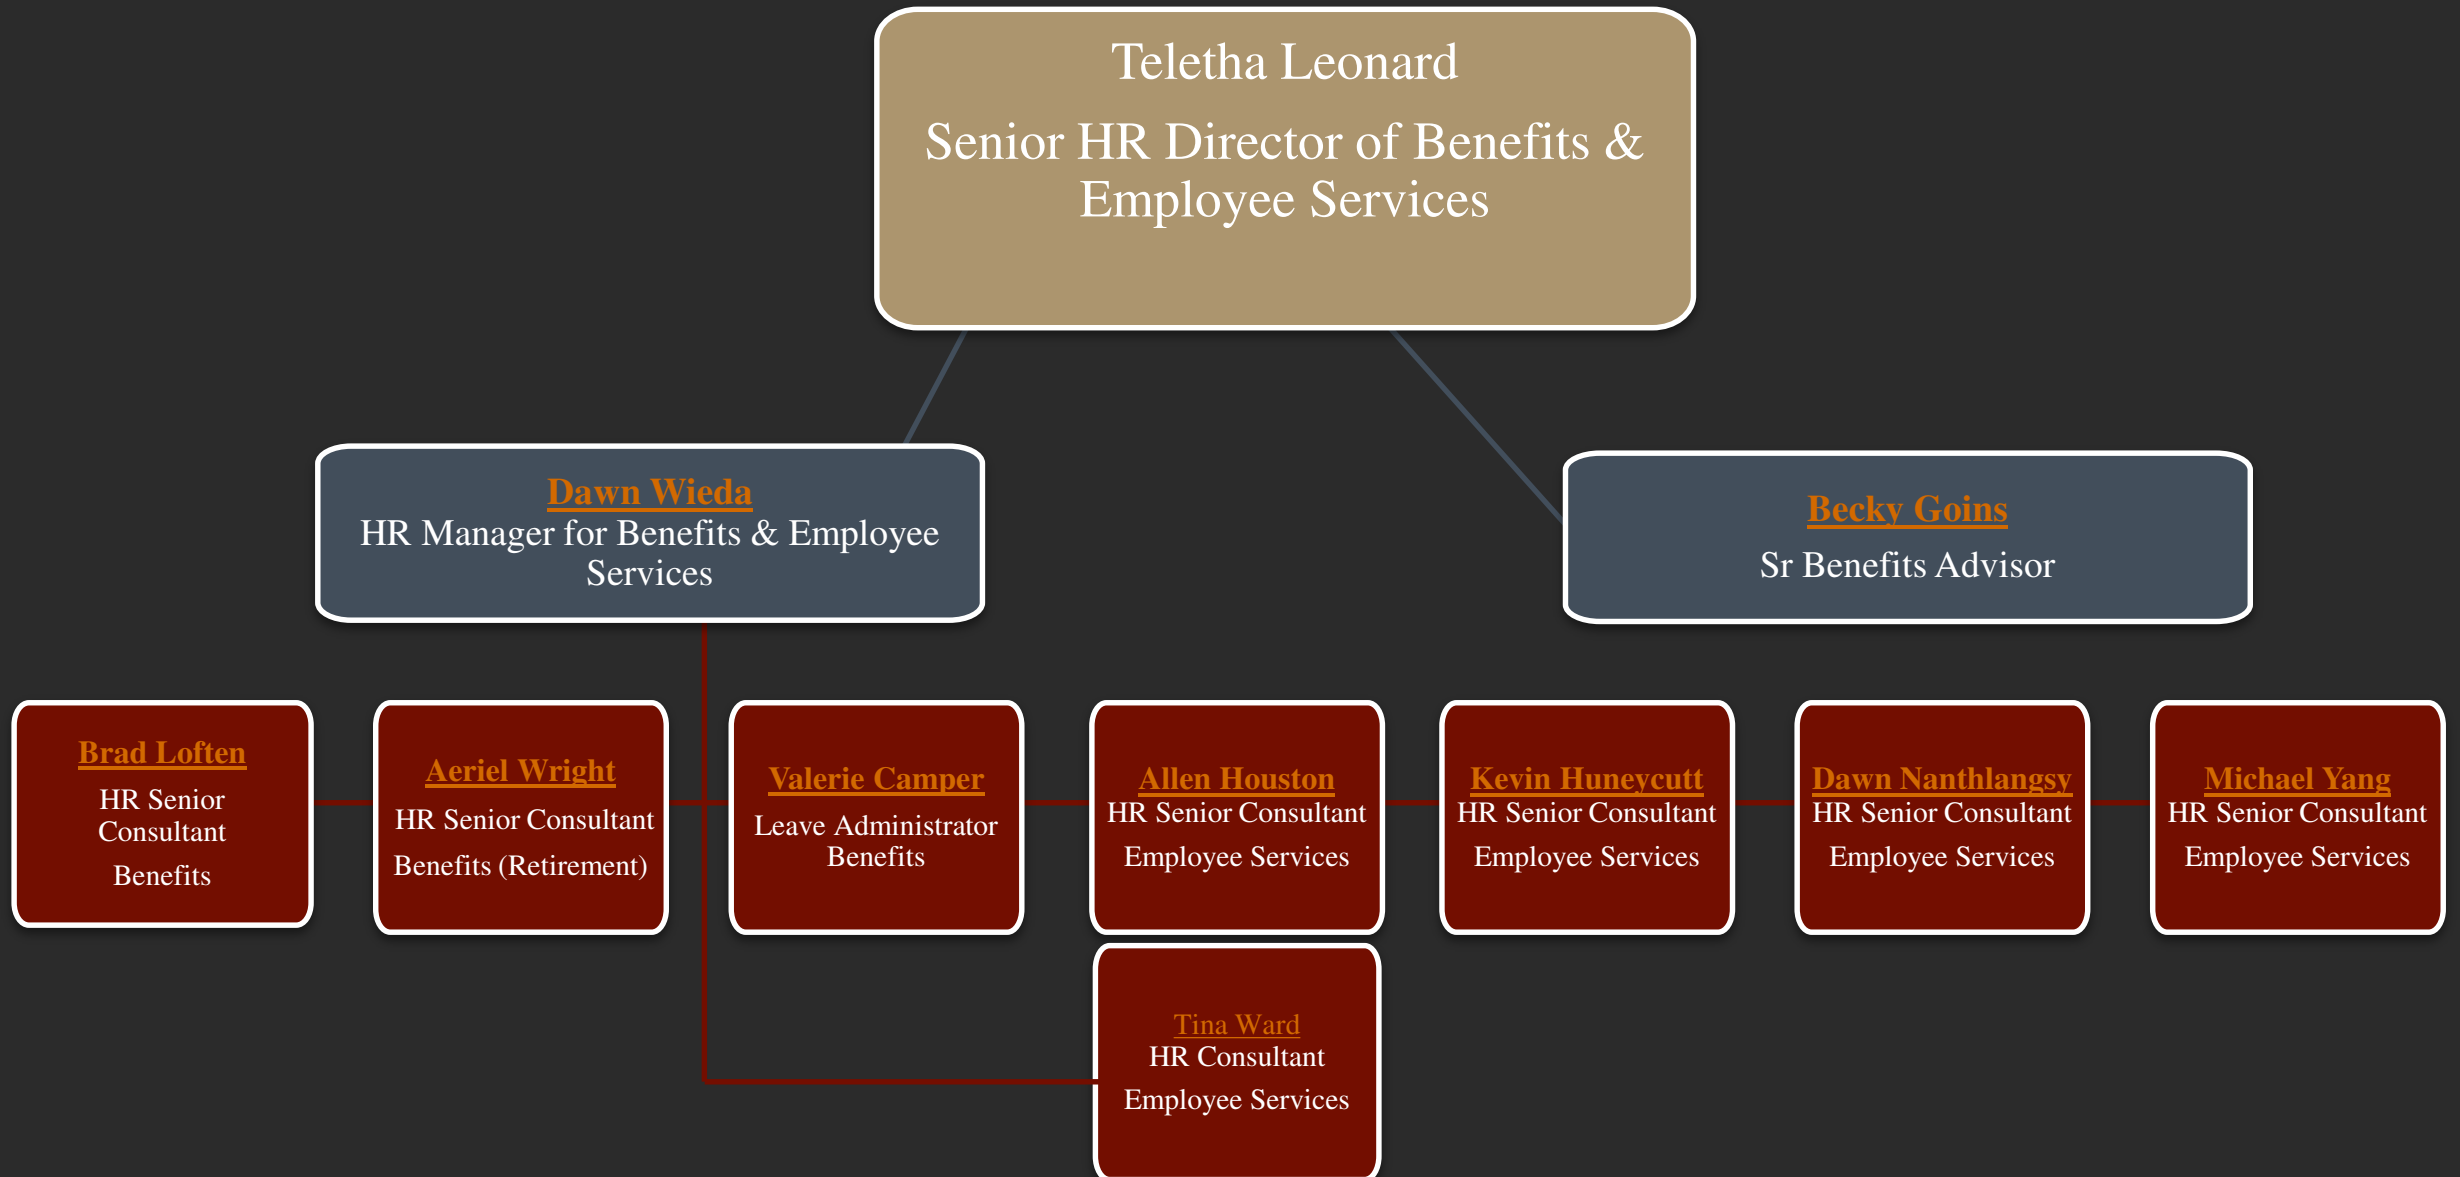 Teletha Leonard
Senior HR Director of Benefits &
Employee Services
Dawn Wieda
HR Manager for Benefits & Employee
Services
Becky Goins
Sr Benefits Advisor
Brad Loften
HR Senior
Consultant
Benefits
Aeriel Wright
HR Senior Consultant
Benefits (Retirement)
Valerie Camper
Leave Administrator
Benefits
Allen Houston
HR Senior Consultant
Employee Services
Kevin Huneycutt
HR Senior Consultant
Employee Services
Dawn Nanthlangsy
HR Senior Consultant
Employee Services
Michael Yang
HR Senior Consultant
Employee Services
Tina Ward
HR Consultant
Employee Services